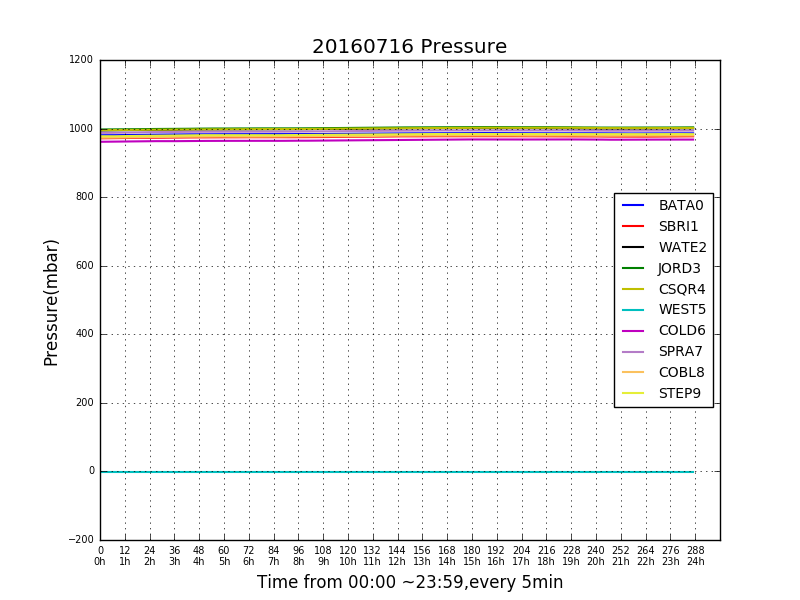 20160716 Pressure
1200
1000
800
600
400
200
0
−200
Pressure(mbar)
BATA0
SBRI1
WATE2
JORD3
CSQR4
WEST5
COLD6
SPRA7
COBL8
STEP9
0 12 24 36 48 60 72 84 96 108 120 132 144 156 168 180 192 204 216 228 240 252 264 276 288
0h 1h 2h 3h 4h 5h 6h 7h 8h 9h 10h 11h 12h 13h 14h 15h 16h 17h 18h 19h 20h 21h 22h 23h 24h
Time from 00:00 ~23:59,every 5min